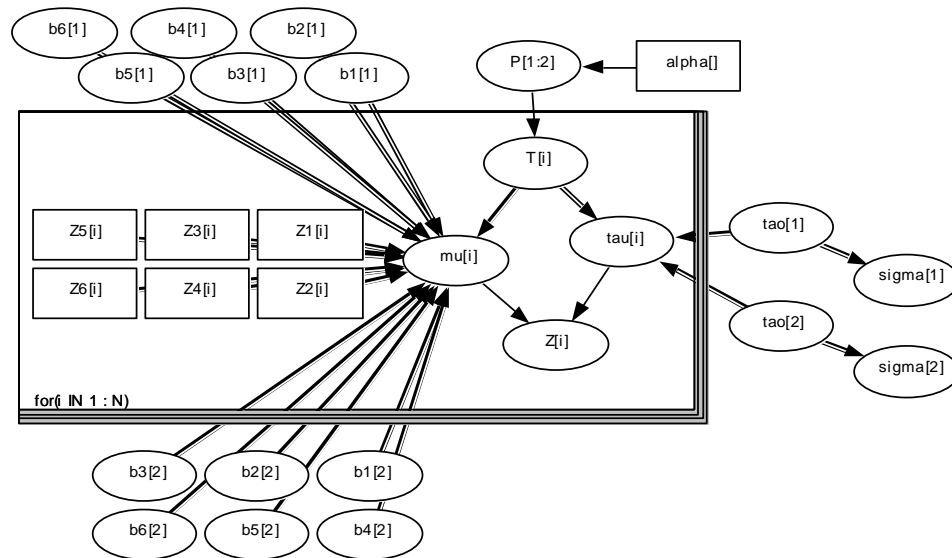 b6[1]
b4[1]
b2[1]
b5[1]
b3[1]
b1[1]
P[1:2]
alpha[]
T[i]
Z5[i]
Z3[i]
Z1[i]
mu[i]
tau[i]
tao[1]
Z6[i]
Z4[i]
Z2[i]
sigma[1]
Z[i]
tao[2]
sigma[2]
for(i IN 1 : N)
b3[2]
b2[2]
b1[2]
b6[2]
b5[2]
b4[2]